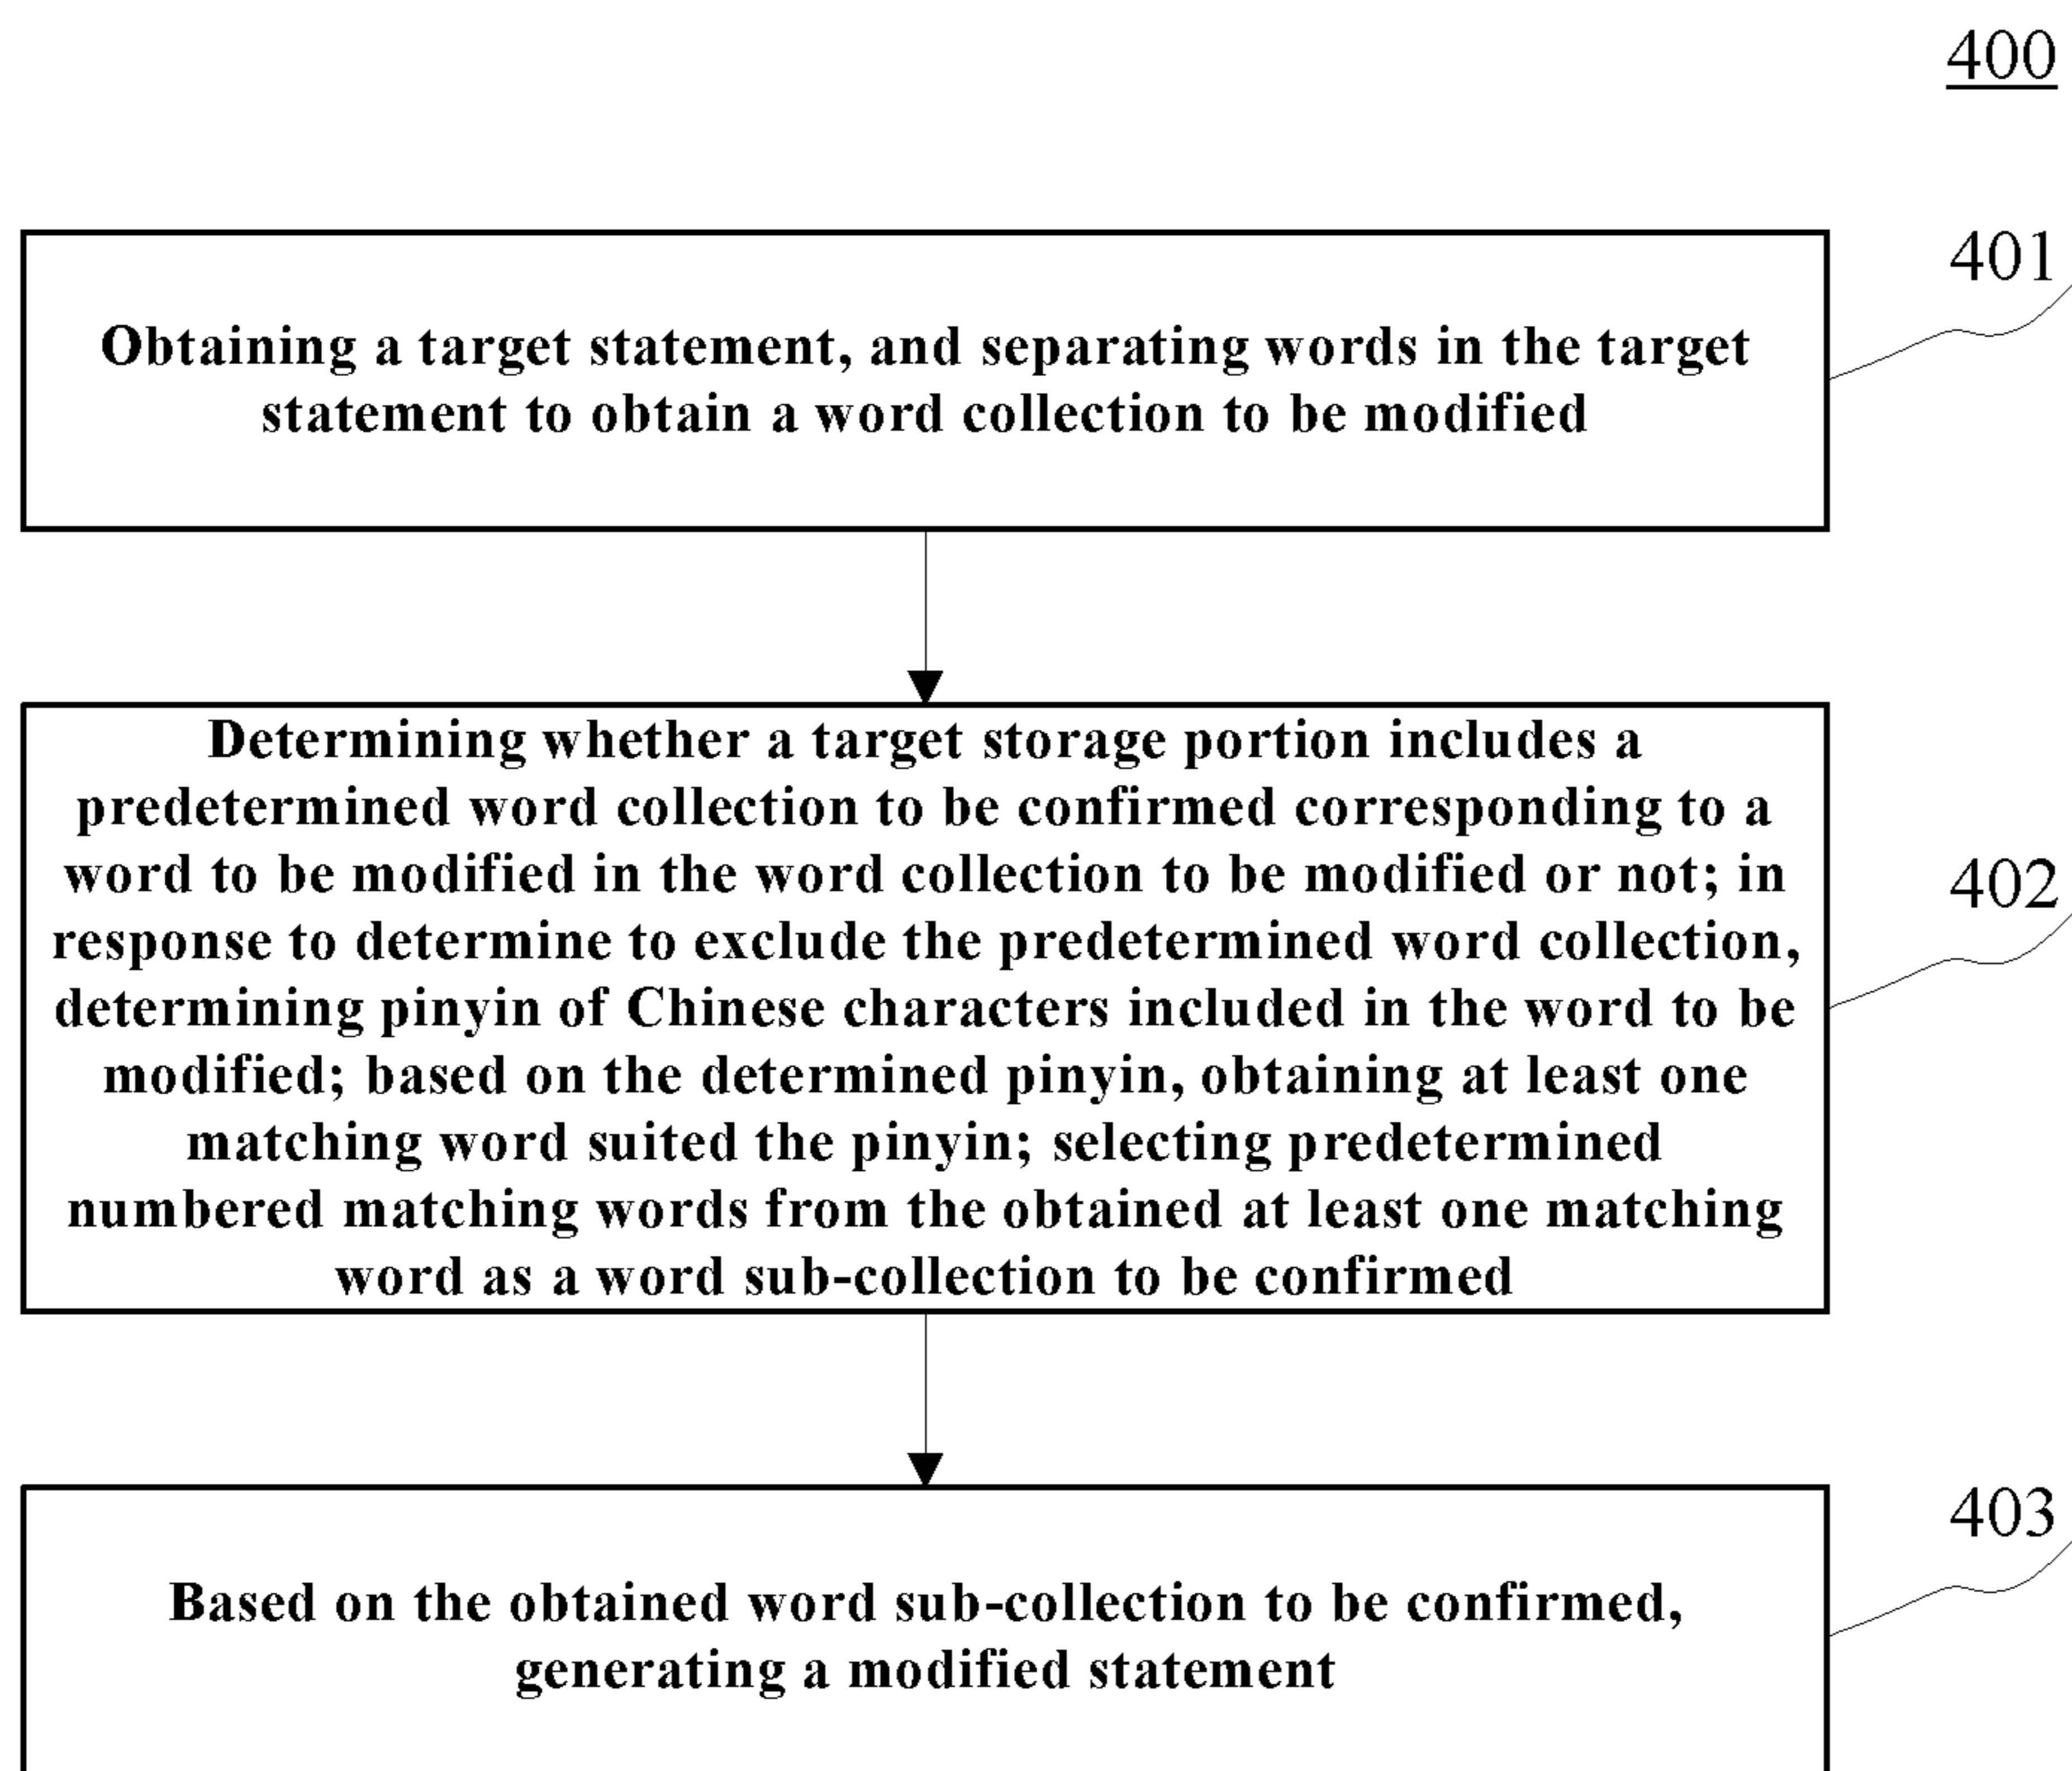 400
401
Obtaining a target statement, and separating words in the target
statement to obtain a word collection to be modified
Determining whether a target storage portion includes a
predetermined word collection to be confirmed corresponding to a
word to be modified in the word collection to be modified or not; in
402
response to determine to exclude the predetermined word collection,
determining pinyin of Chinese characters included in the word to be
modified; based on the determined pinyin, obtaining at least one
matching word suited the pinyin; selecting predetermined
numbered matching words from the obtained at least one matching
word as a word sub-collection to be confirmed
403
Based on the obtained word sub-collection to be confirmed,
generating a modified statement